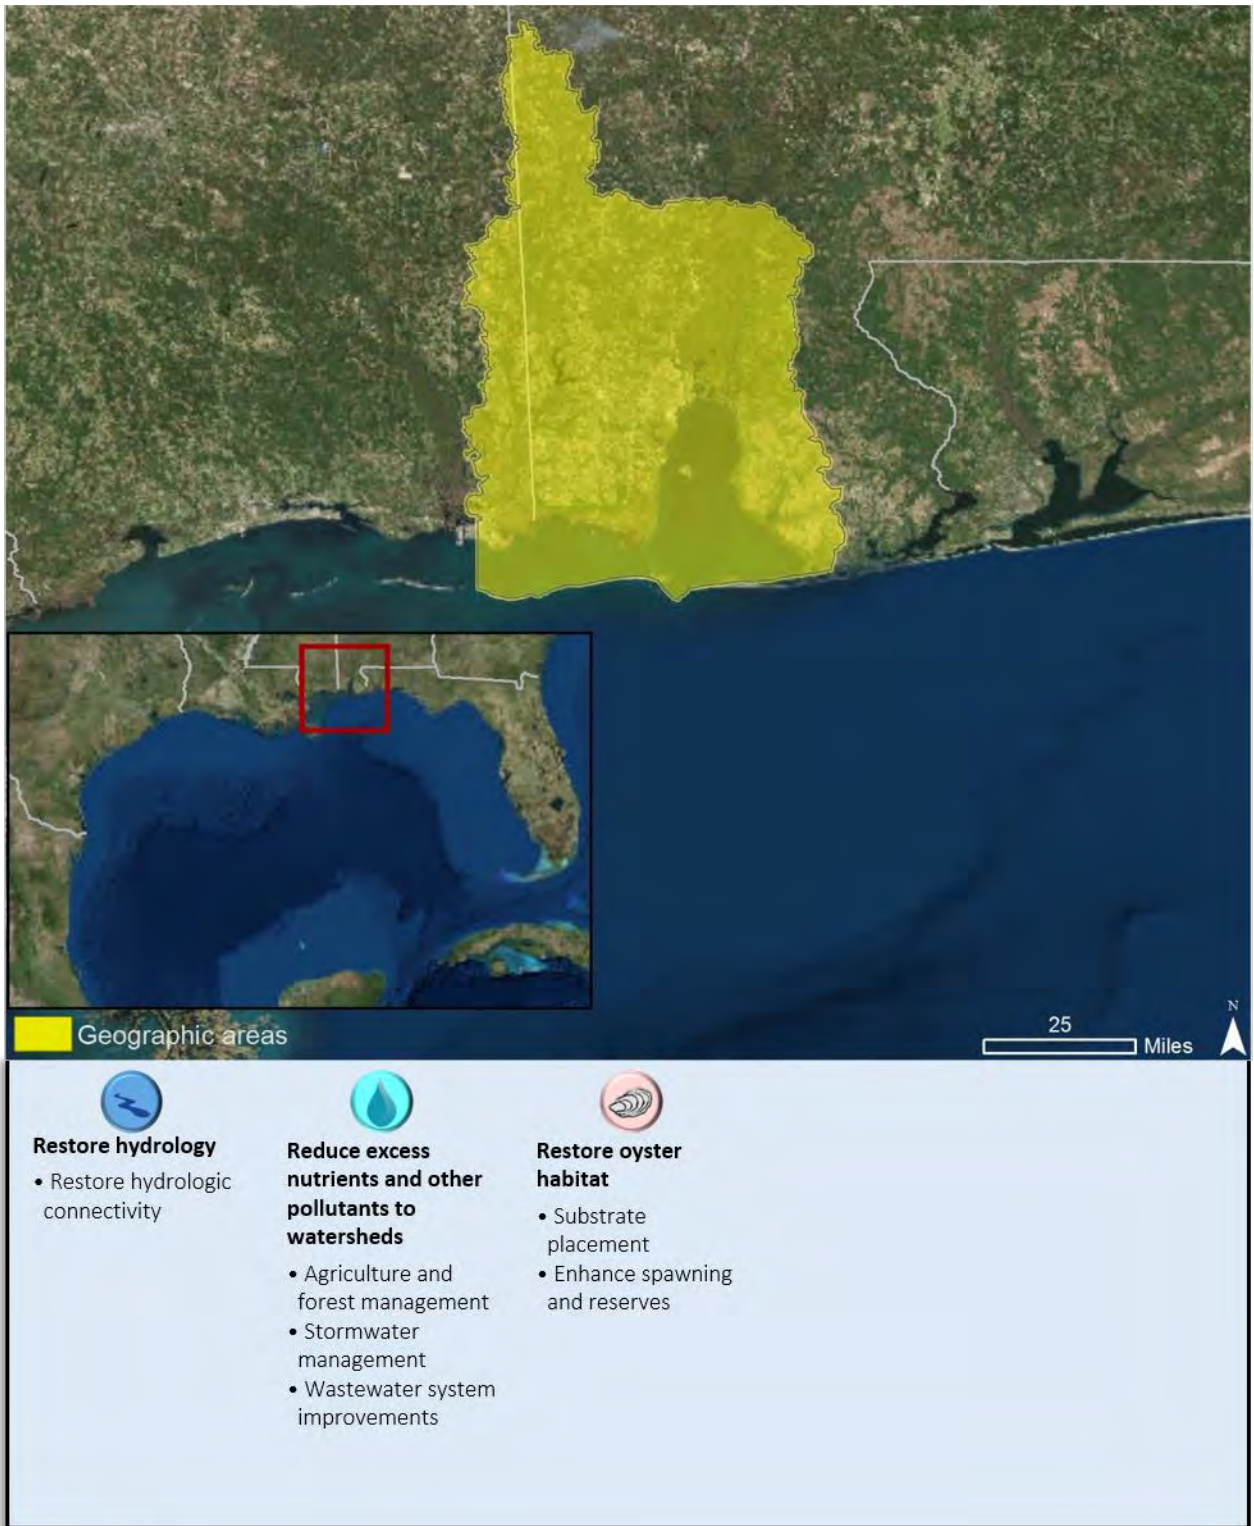 Geographic areas
25
Miles
N
Restore hydrology
• Restore hydrologic
connectivity
Reduce excess
nutrients and other
pollutants to
watersheds
• Agriculture and
forest management
• Stormwater
management
• Wastewater system
improvements
Restore oyster
habitat
• Substrate
placement
• Enhance spawning
and reserves